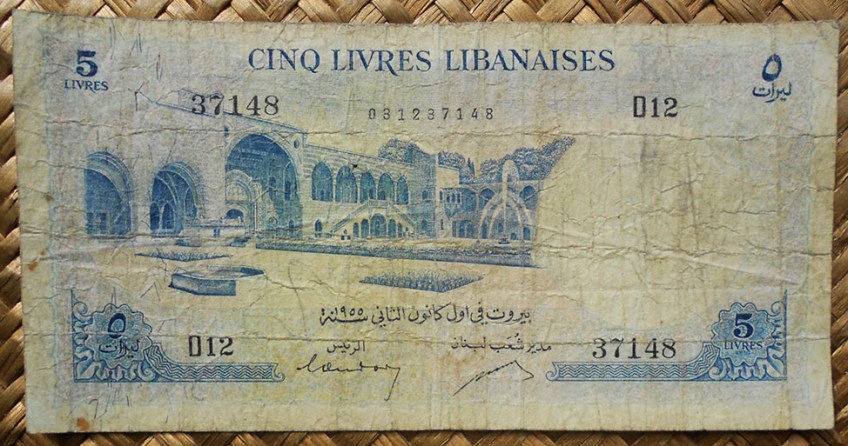 CINQ LIVRES LIBANAISES
5
LIVRES
٥
ليرات
37148
031237148
D12
بيروت في اول كانون الثاني سنة ١٩٥٥
الرئيس
مدير شعب لبنان
٥
ليرات
D12
37148
5
LIVRES